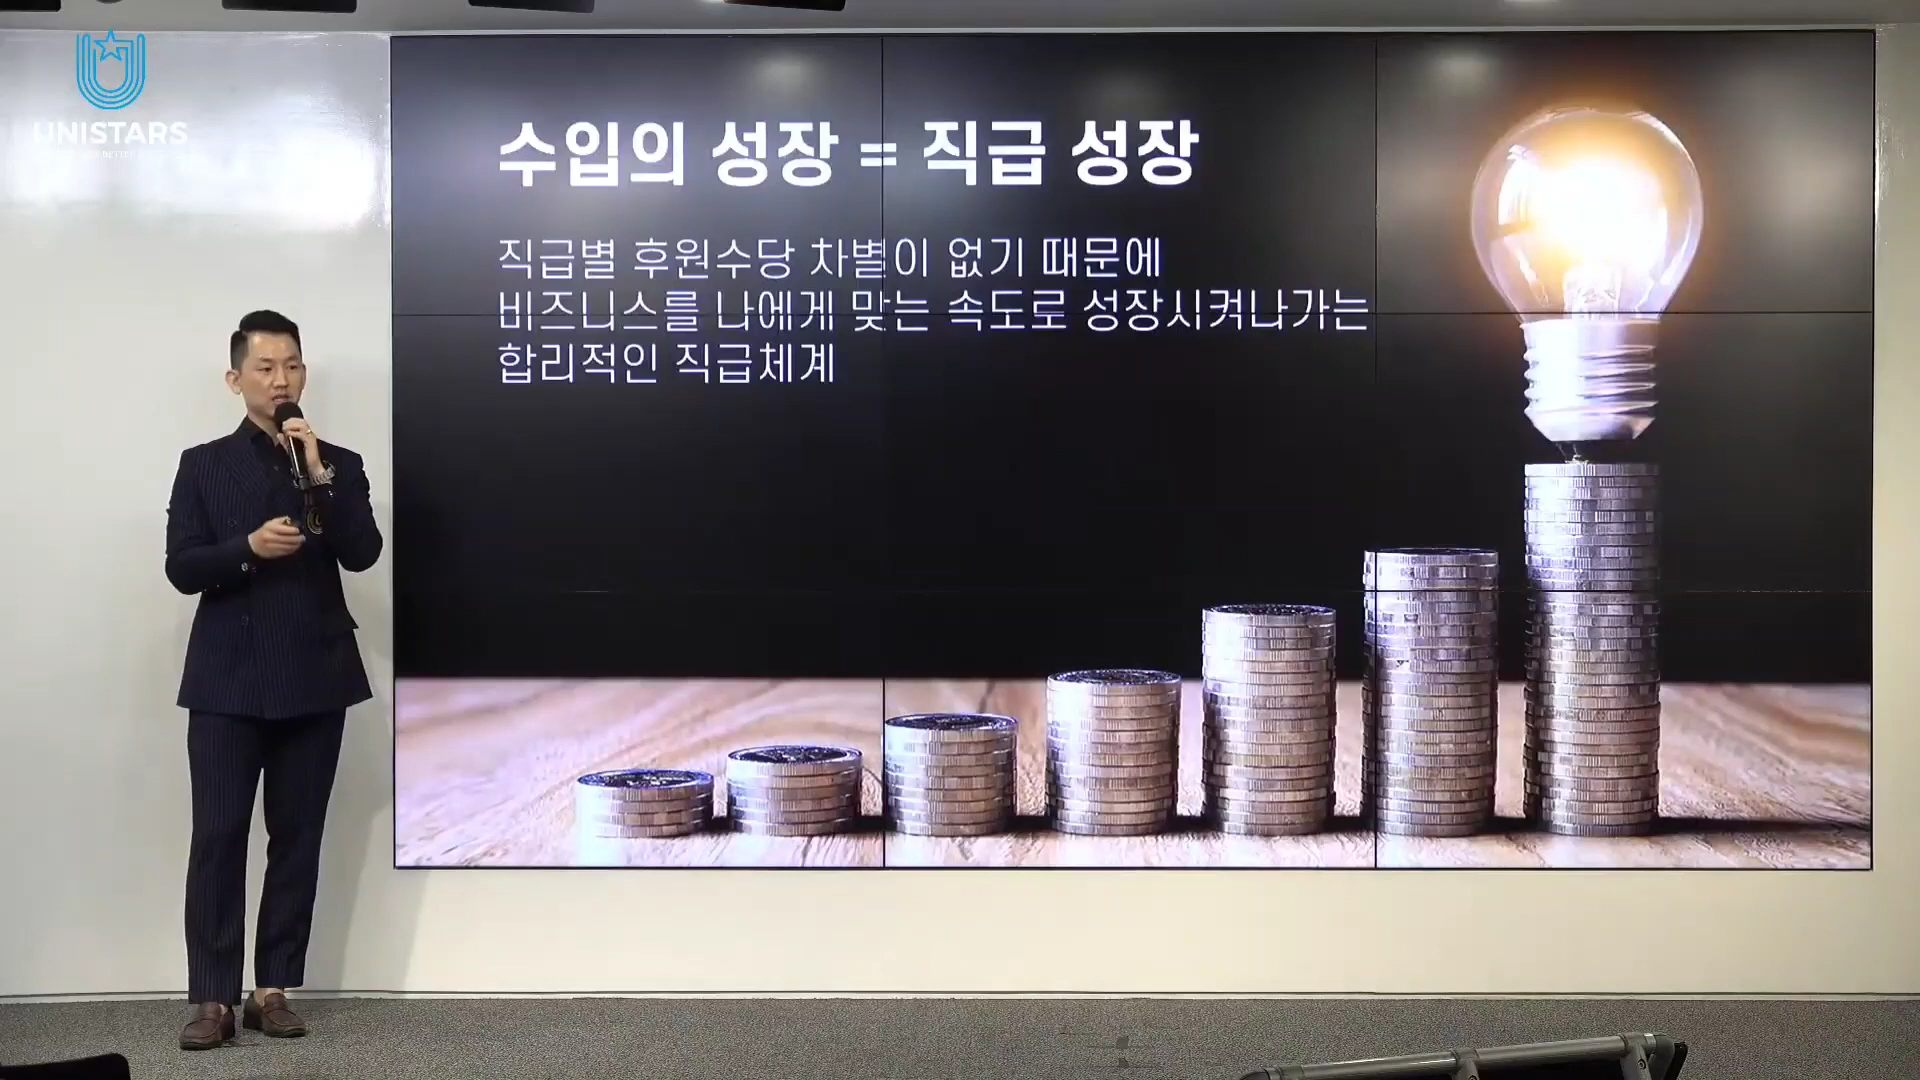 UNISTARS
수입의 성장 = 직급 성장
직급별 후원수당 차별이 없기 때문에
비즈니스를 나에게 맞는 속도로 성장시켜나가는
합리적인 직급체계